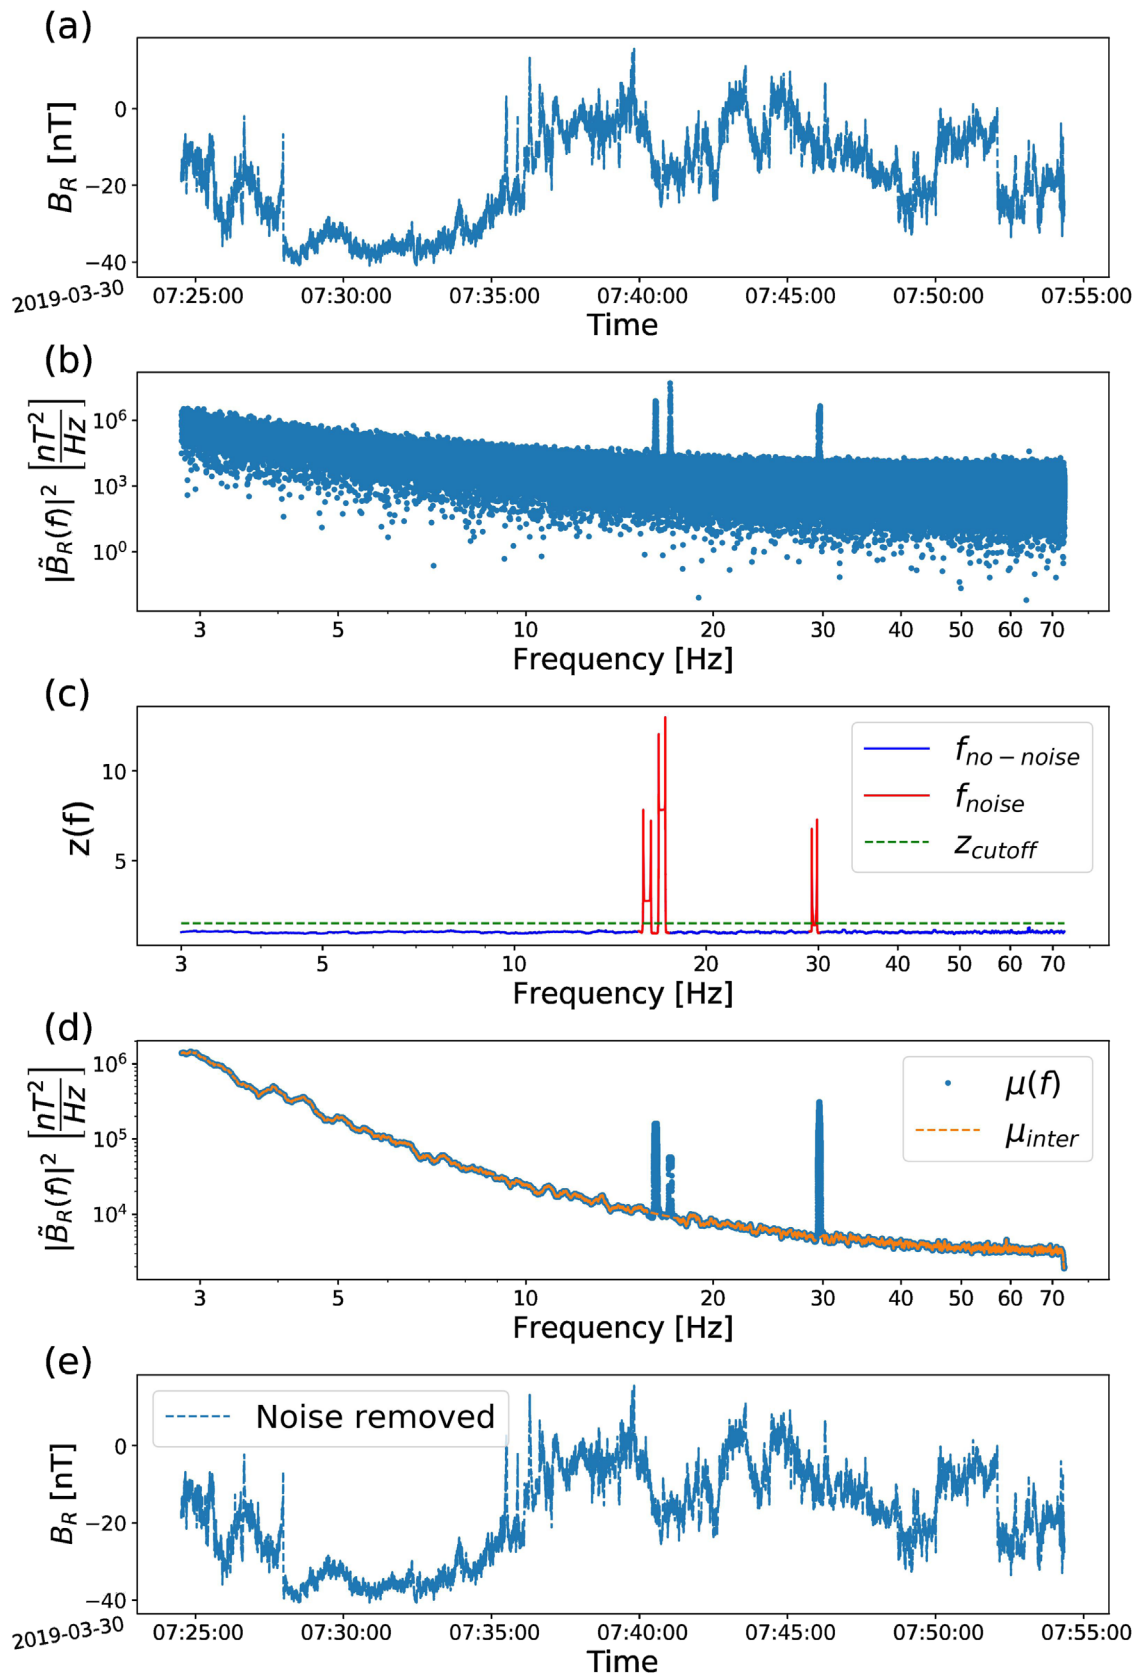 (a)
B_R [nT]
0
−20
−40
2019-03-30
07:25:00 07:30:00 07:35:00 07:40:00 07:45:00 07:50:00 07:55:00
Time
(b)
|B̃_R(f)|² [nT²/Hz]
10⁶
10³
10⁰
3 5 10 20 30 40 50 60 70
Frequency [Hz]
(c)
z(f)
10
5
f_no−noise
f_noise
z_cutoff
3 5 10 20 30 40 50 60 70
Frequency [Hz]
(d)
|B̃_R(f)|² [nT²/Hz]
10⁶
10⁵
10⁴
μ(f)
μ_inter
3 5 10 20 30 40 50 60 70
Frequency [Hz]
(e)
Noise removed
B_R [nT]
0
−20
−40
2019-03-30
07:25:00 07:30:00 07:35:00 07:40:00 07:45:00 07:50:00 07:55:00
Time